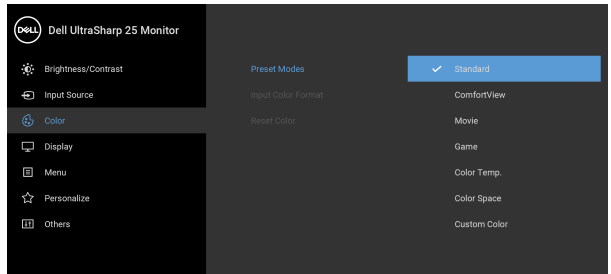 DELL Dell UltraSharp 25 Monitor
Brightness/Contrast
Input Source
Color
Display
Menu
Personalize
Others
Preset Modes
Input Color Format
Reset Color
Standard
ComfortView
Movie
Game
Color Temp.
Color Space
Custom Color